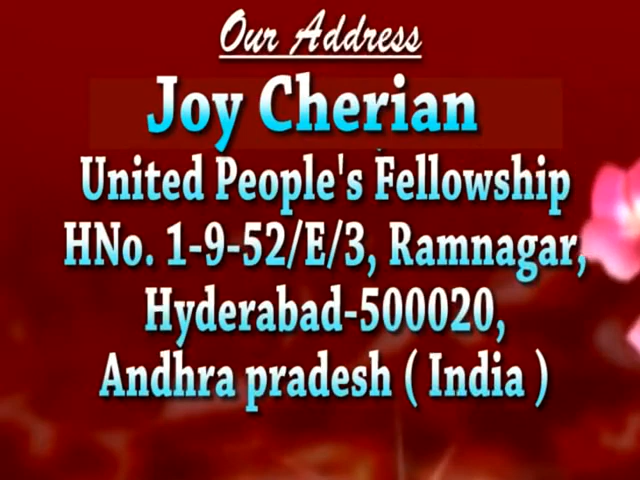 Our Address
Joy Cherian
United People's Fellowship
HNo. 1-9-52/E/3, Ramnagar,
Hyderabad-500020,
Andhra pradesh ( India )